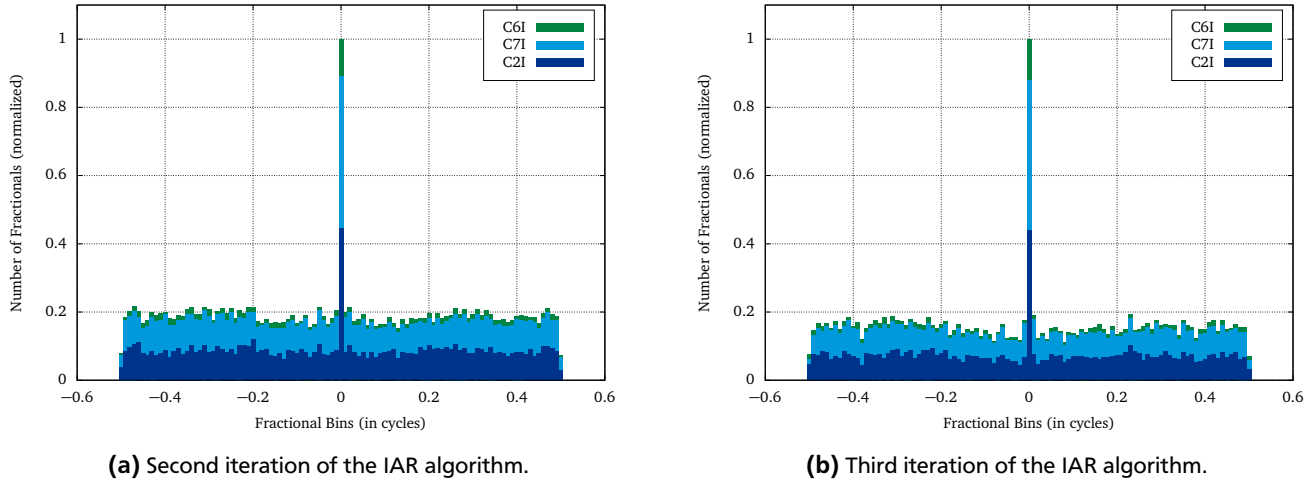 Number of Fractionals (normalized)
1
0.8
0.6
0.4
0.2
0
−0.6
−0.4
−0.2
0
0.2
0.4
0.6
Fractional Bins (in cycles)
C6I
C7I
C2I
(a) Second iteration of the IAR algorithm.
Number of Fractionals (normalized)
1
0.8
0.6
0.4
0.2
0
−0.6
−0.4
−0.2
0
0.2
0.4
0.6
Fractional Bins (in cycles)
C6I
C7I
C2I
(b) Third iteration of the IAR algorithm.